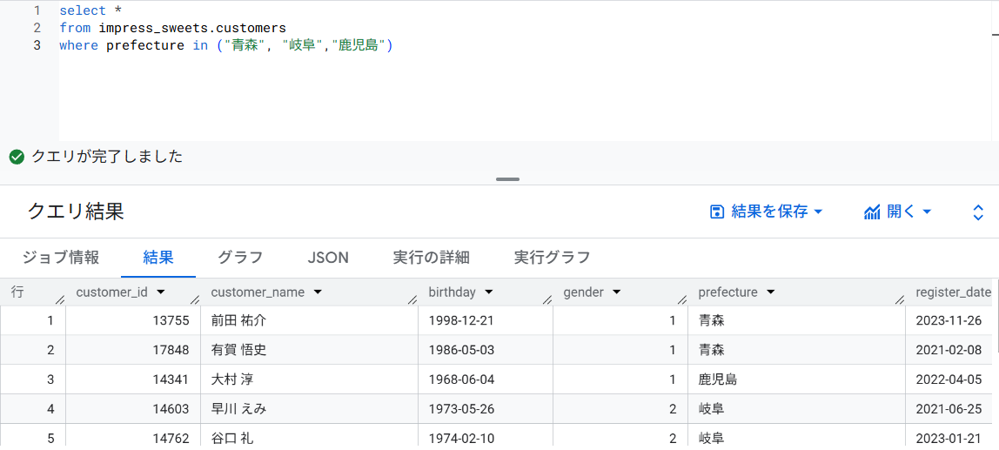 1 select *
2 from impress_sweets.customers
3 where prefecture in ("青森", "岐阜","鹿児島")
クエリが完了しました
クエリ結果
結果を保存
開く
ジョブ情報 結果 グラフ JSON 実行の詳細 実行グラフ
行 customer_id customer_name birthday gender prefecture register_date
1 13755 前田 祐介 1998-12-21 1 青森 2023-11-26
2 17848 有賀 悟史 1986-05-03 1 青森 2021-02-08
3 14341 大村 淳 1968-06-04 1 鹿児島 2022-04-05
4 14603 早川 えみ 1973-05-26 2 岐阜 2021-06-25
5 14762 谷口 礼 1974-02-10 2 岐阜 2023-01-21